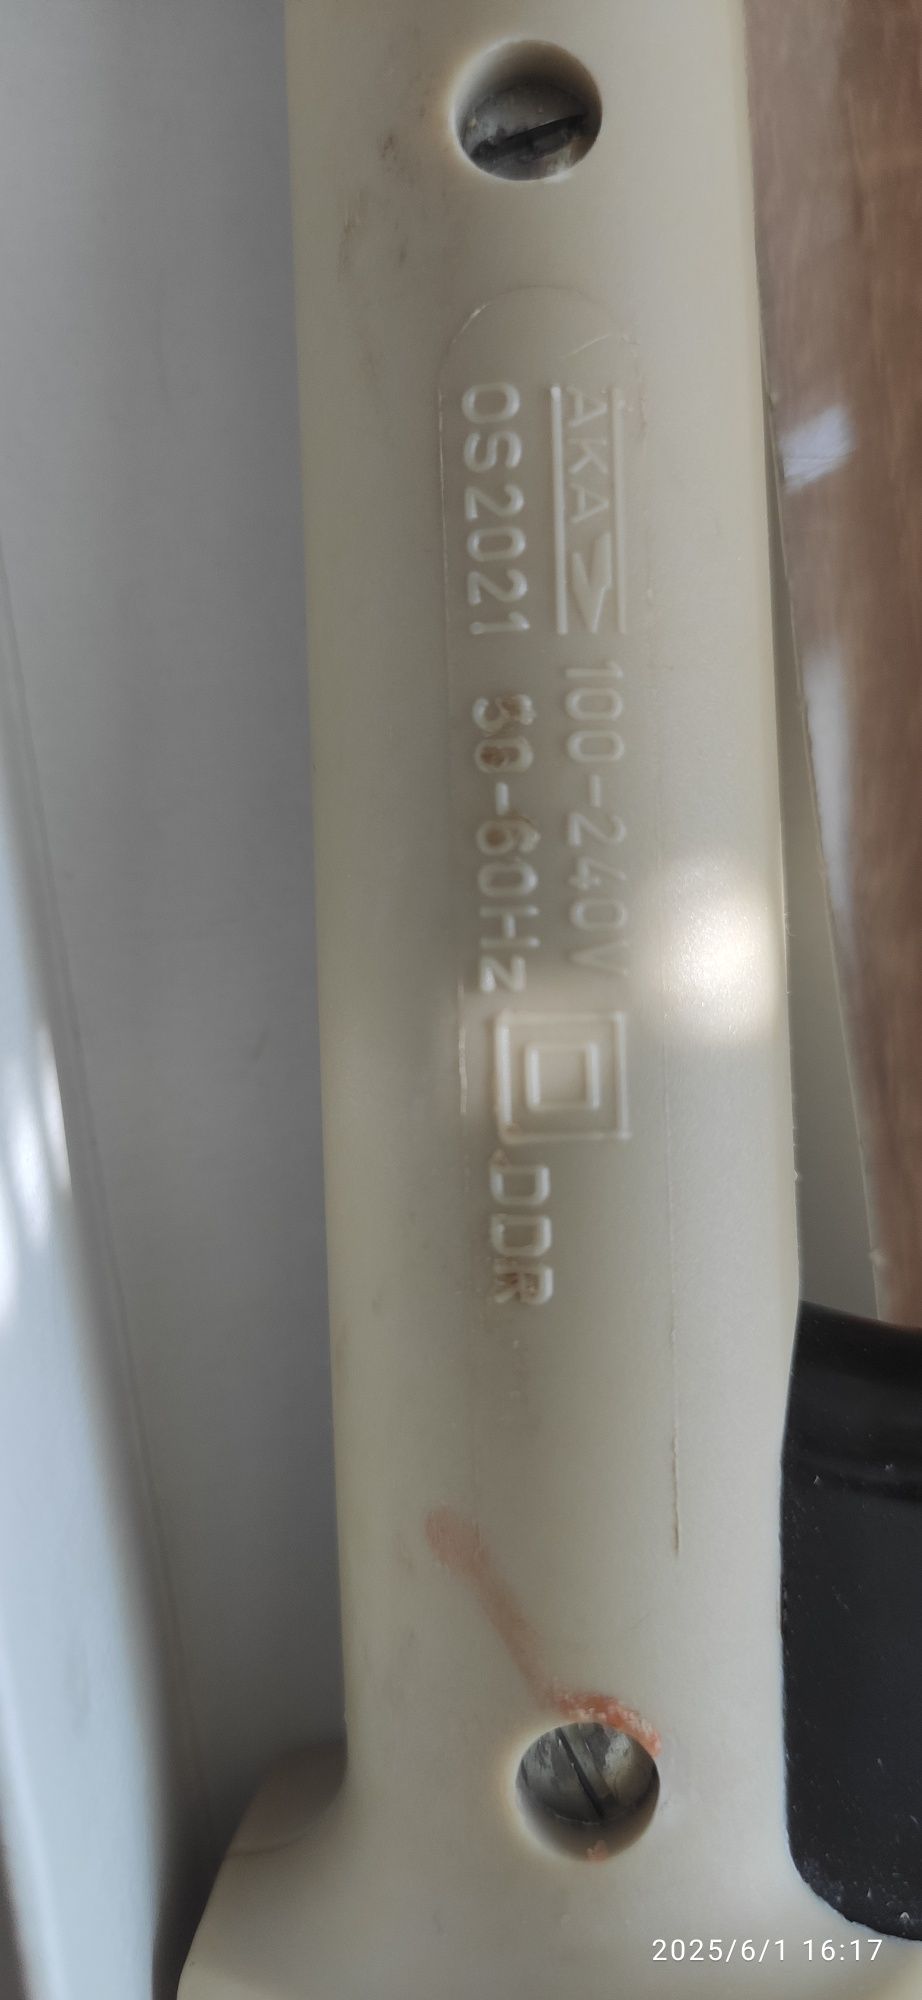 AKA 100-240V
OS2021 50-60Hz DDR
2025/6/1 16:17